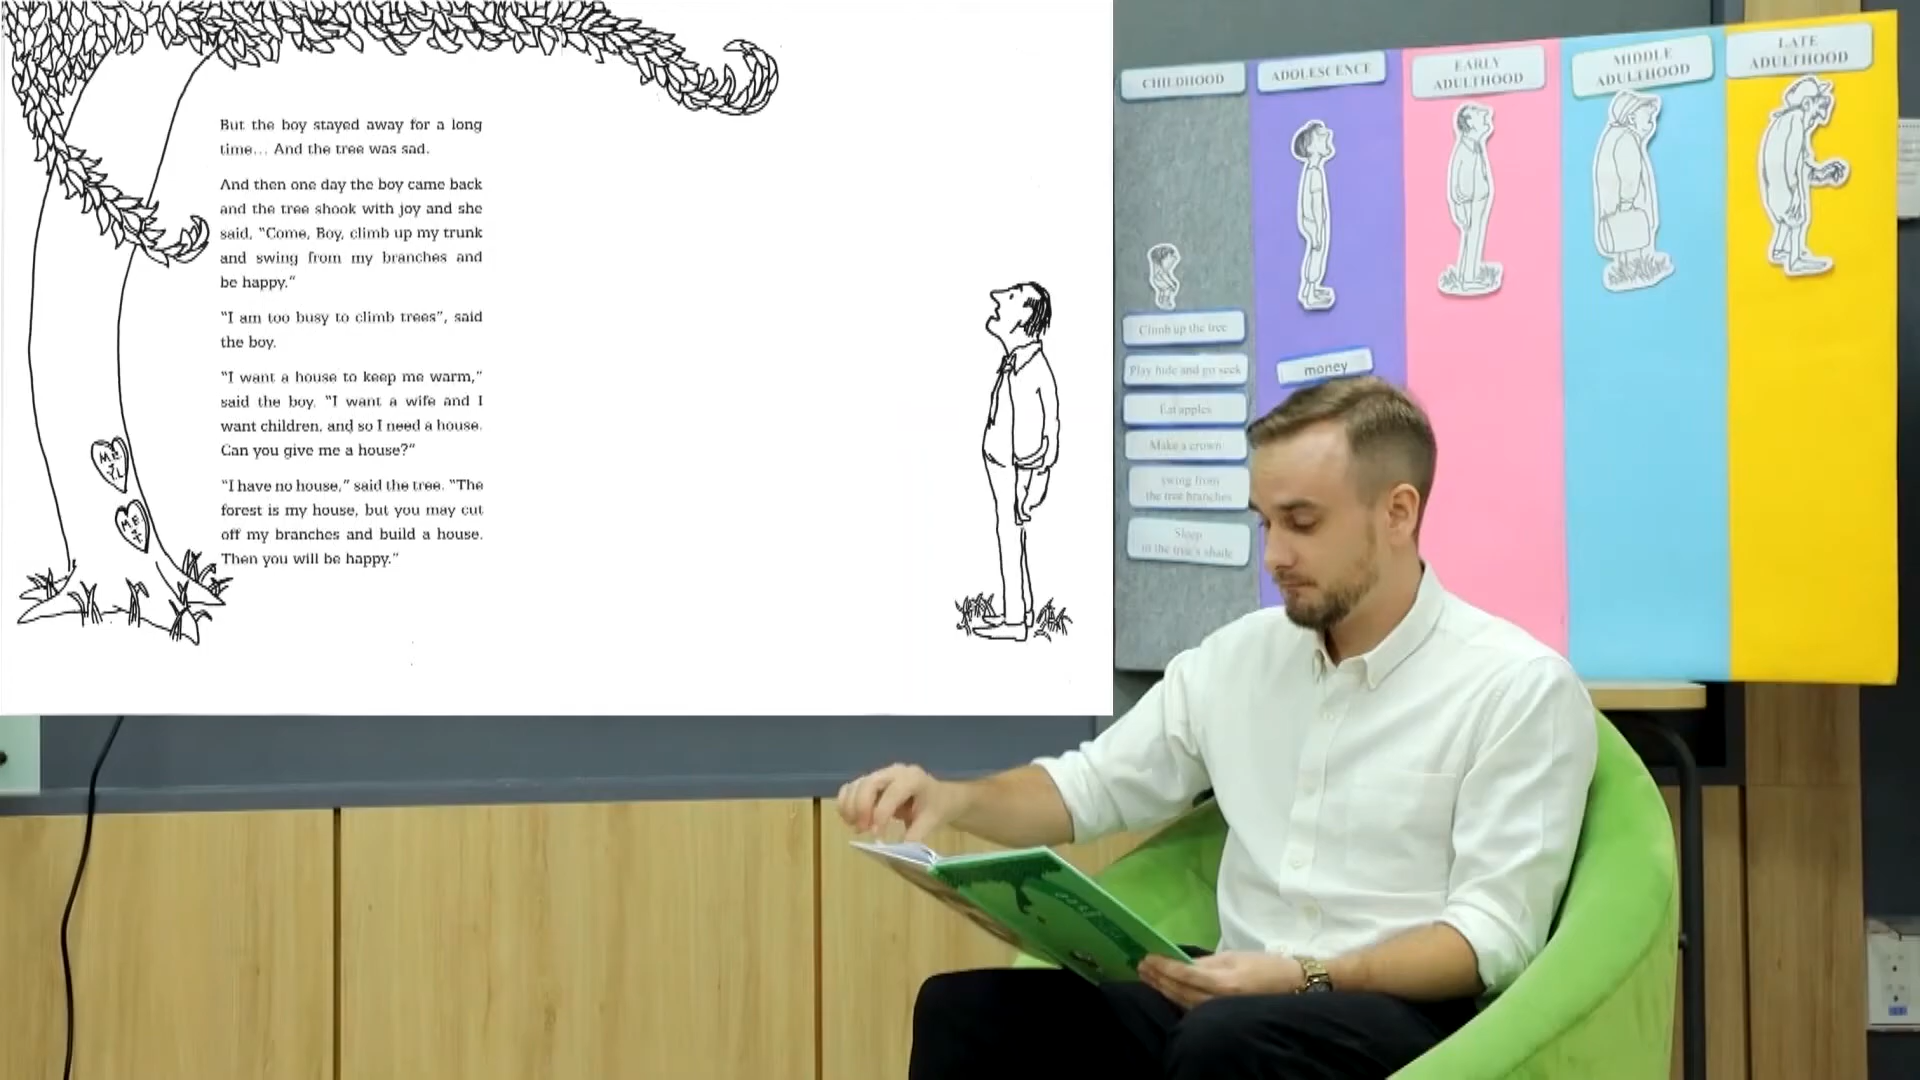 But the boy stayed away for a long
time... And the tree was sad.
And then one day the boy came back
and the tree shook with joy and she
said, "Come, Boy, climb up my trunk
and swing from my branches and
be happy."
"I am too busy to climb trees", said
the boy.
"I want a house to keep me warm,"
said the boy. "I want a wife and I
want children, and so I need a house.
Can you give me a house?"
"I have no house," said the tree. "The
forest is my house, but you may cut
off my branches and build a house.
Then you will be happy."
M.E.
T.
M.E.
CHILDHOOD
ADOLESCENCE
EARLY
ADULTHOOD
MIDDLE
ADULTHOOD
LATE
ADULTHOOD
Climb up the tree
Play hide and go seek
Eat apples
Make a crown
swing from
the tree branches
Sleep
in the tree's shade
money